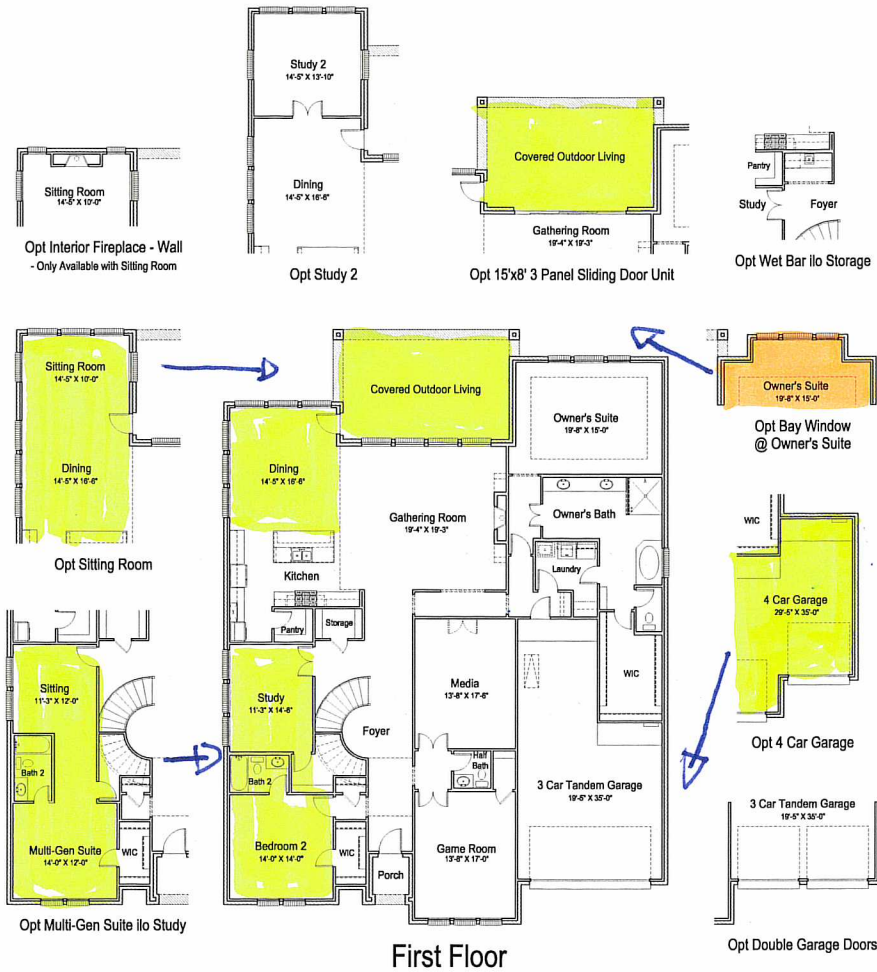 Study 2
14'-5" X 13'-10"
Dining
14'-5" X 16'-6"
Opt Study 2
Sitting Room
14'-5" X 10'-0"
Opt Interior Fireplace - Wall
- Only Available with Sitting Room
Covered Outdoor Living
Gathering Room
19'-4" X 19'-3"
Opt 15'x8' 3 Panel Sliding Door Unit
Pantry
Study
Foyer
Opt Wet Bar ilo Storage
Sitting Room
14'-5" X 10'-0"
Dining
14'-5" X 16'-6"
Opt Sitting Room
Sitting
11'-3" X 12'-0"
Bath 2
Multi-Gen Suite
14'-0" X 12'-0"
WIC
Opt Multi-Gen Suite ilo Study
Covered Outdoor Living
Owner's Suite
19'-8" X 15'-0"
Dining
14'-5" X 16'-6"
Gathering Room
19'-4" X 19'-3"
Owner's Bath
Kitchen
Laundry
Pantry
Storage
Study
11'-3" X 14'-6"
Media
13'-8" X 17'-6"
WIC
Foyer
Half
Bath
Bath 2
3 Car Tandem Garage
19'-5" X 35'-0"
Bedroom 2
14'-0" X 14'-0"
WIC
Porch
Game Room
13'-8" X 17'-0"
First Floor
Owner's Suite
19'-8" X 15'-0"
Opt Bay Window
@ Owner's Suite
WIC
4 Car Garage
29'-5" X 35'-0"
Opt 4 Car Garage
3 Car Tandem Garage
19'-5" X 35'-0"
Opt Double Garage Doors